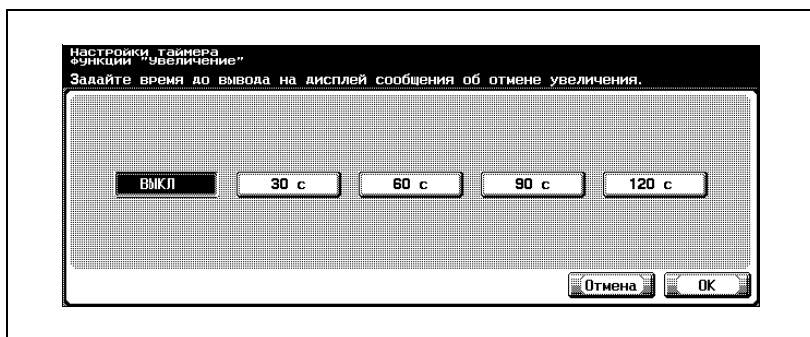 Настройки таймера
функции "Увеличение"
Задайте время до вывода на дисплей сообщения об отмене увеличения.
ВЫКЛ 30 с 60 с 90 с 120 с
Отмена OK